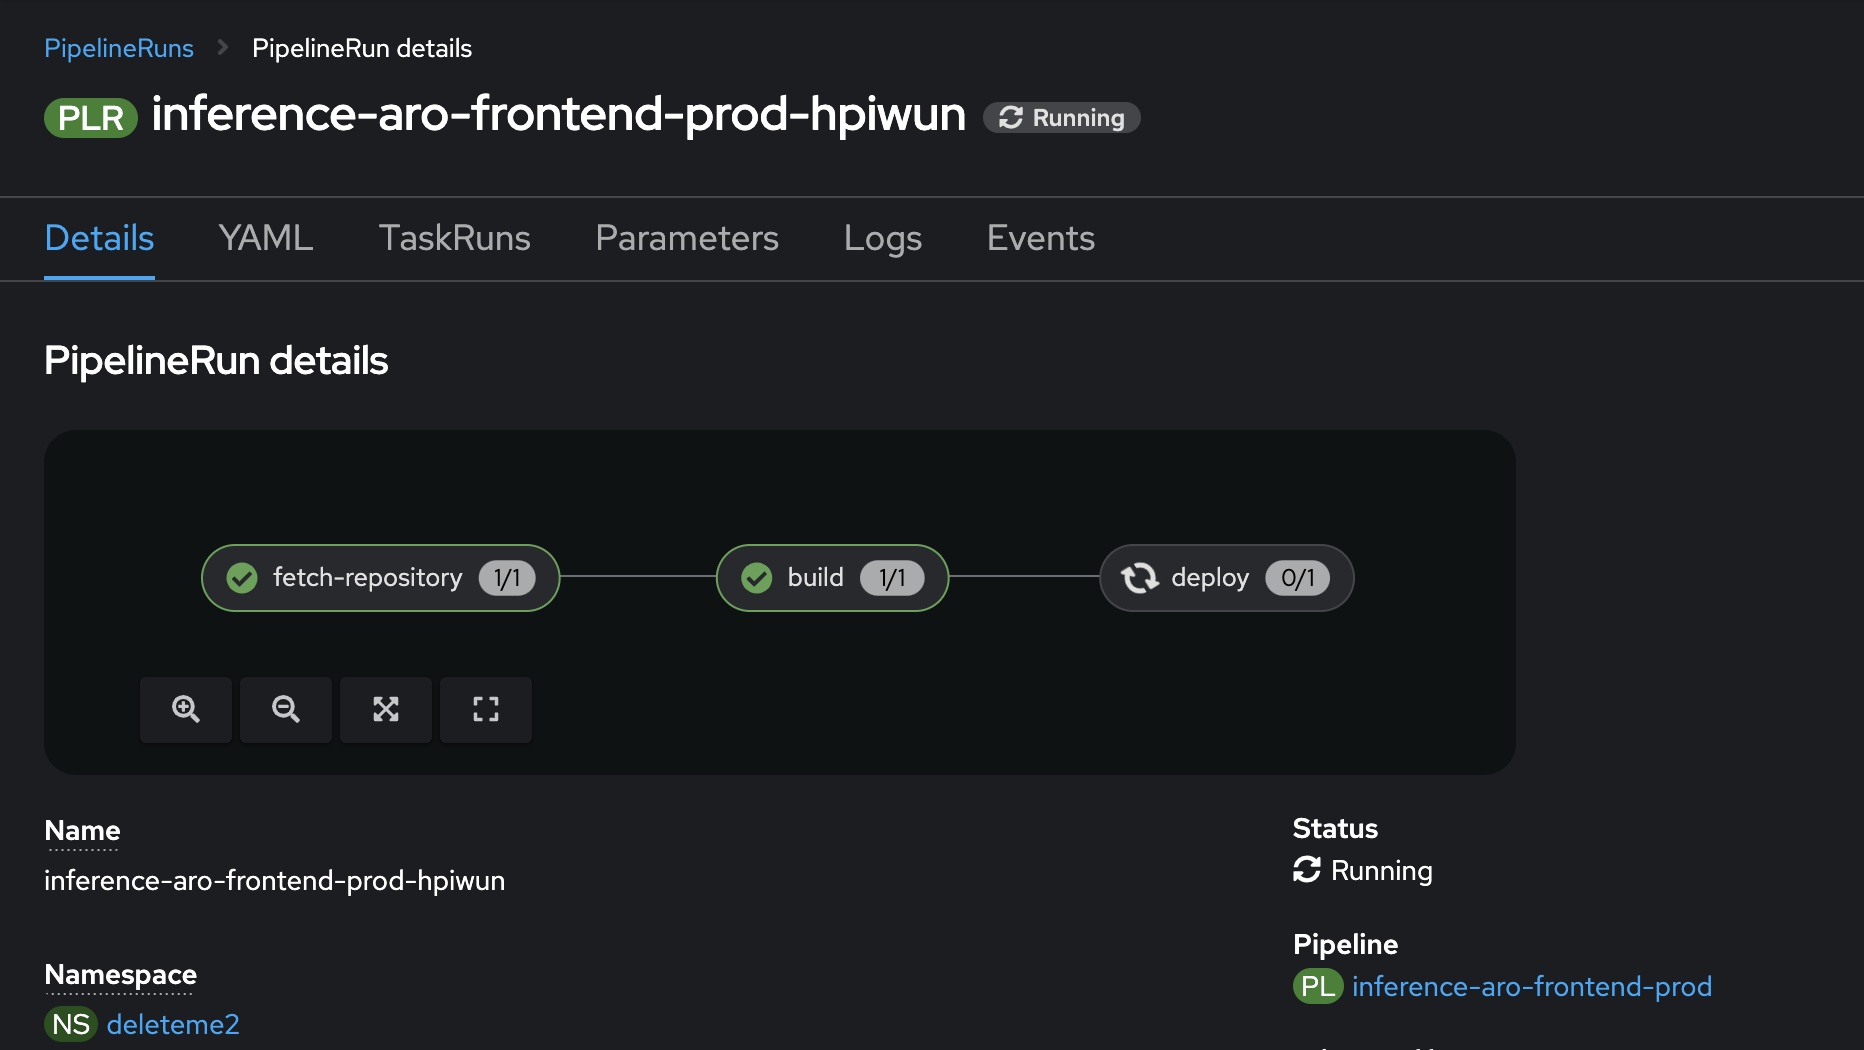 PipelineRuns > PipelineRun details
PLR inference-aro-frontend-prod-hpiwun Running
Details YAML TaskRuns Parameters Logs Events
PipelineRun details
fetch-repository 1/1 build 1/1 deploy 0/1
Name
inference-aro-frontend-prod-hpiwun
Namespace
NS deleteme2
Status
Running
Pipeline
PL inference-aro-frontend-prod